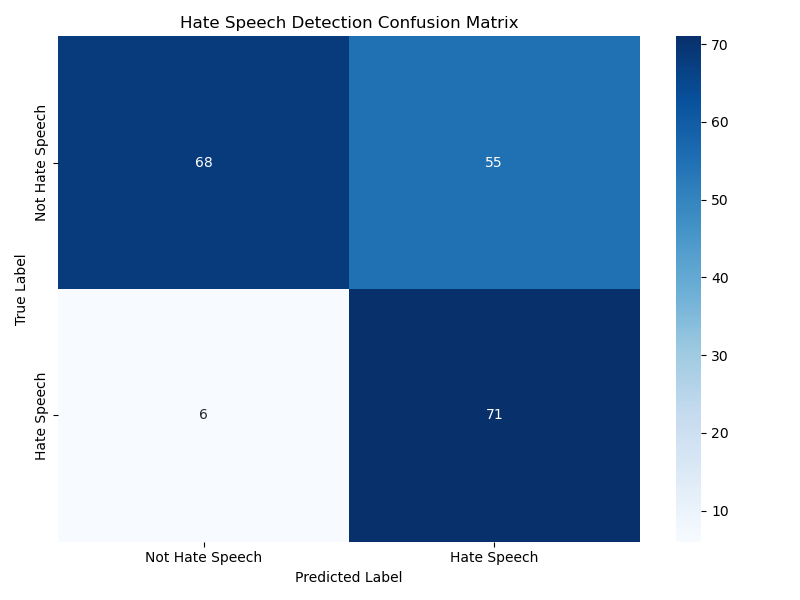 Hate Speech Detection Confusion Matrix
True Label
Not Hate Speech
Hate Speech
68
55
6
71
Not Hate Speech
Hate Speech
Predicted Label
70
60
50
40
30
20
10